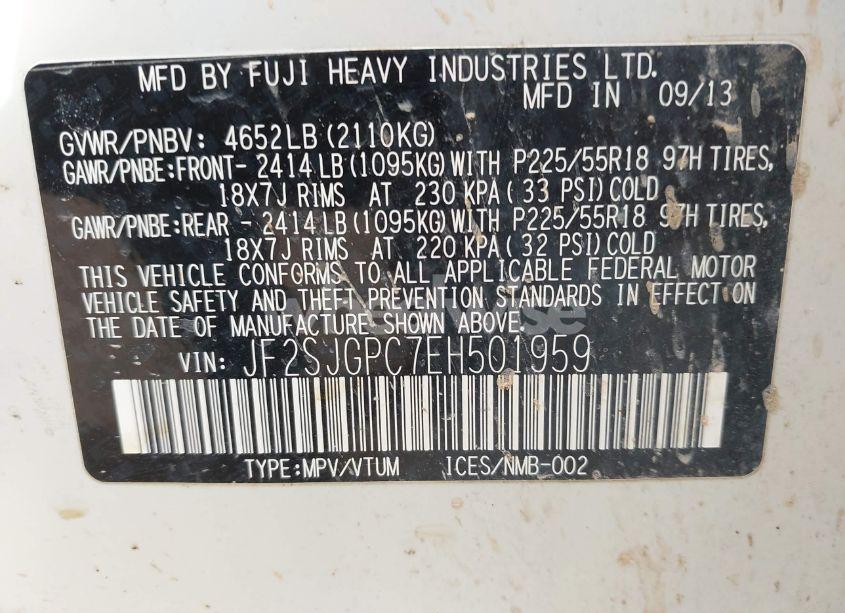 MFD BY FUJI HEAVY INDUSTRIES LTD.
MFD IN 09/13
GVWR/PNBV: 4652LB (2110KG)
GAWR/PNBE:FRONT- 2414 LB (1095KG) WITH P225/55R18 97H TIRES,
18X7J RIMS AT 230 KPA ( 33 PSI) COLD
GAWR/PNBE:REAR - 2414 LB (1095KG) WITH P225/55R18 97H TIRES,
18X7J RIMS AT 220 KPA ( 32 PSI) COLD
THIS VEHICLE CONFORMS TO ALL APPLICABLE FEDERAL MOTOR
VEHICLE SAFETY AND THEFT PREVENTION STANDARDS IN EFFECT ON
THE DATE OF MANUFACTURE SHOWN ABOVE.
VIN: JF2SJGPC7EH501959
TYPE:MPV/VTUM ICES/NMB-002